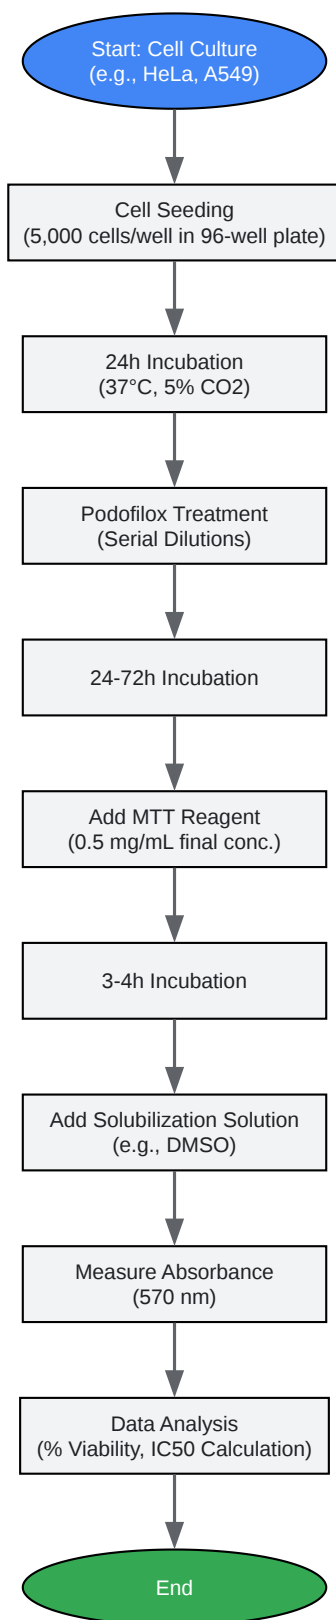 Start: Cell Culture
(e.g., HeLa, A549)
Cell Seeding
(5,000 cells/well in 96-well plate)
24h Incubation
(37°C, 5% CO2)
Podofilox Treatment
(Serial Dilutions)
24-72h Incubation
Add MTT Reagent
(0.5 mg/mL final conc.)
3-4h Incubation
Add Solubilization Solution
(e.g., DMSO)
Measure Absorbance
(570 nm)
Data Analysis
(% Viability, IC50 Calculation)
End